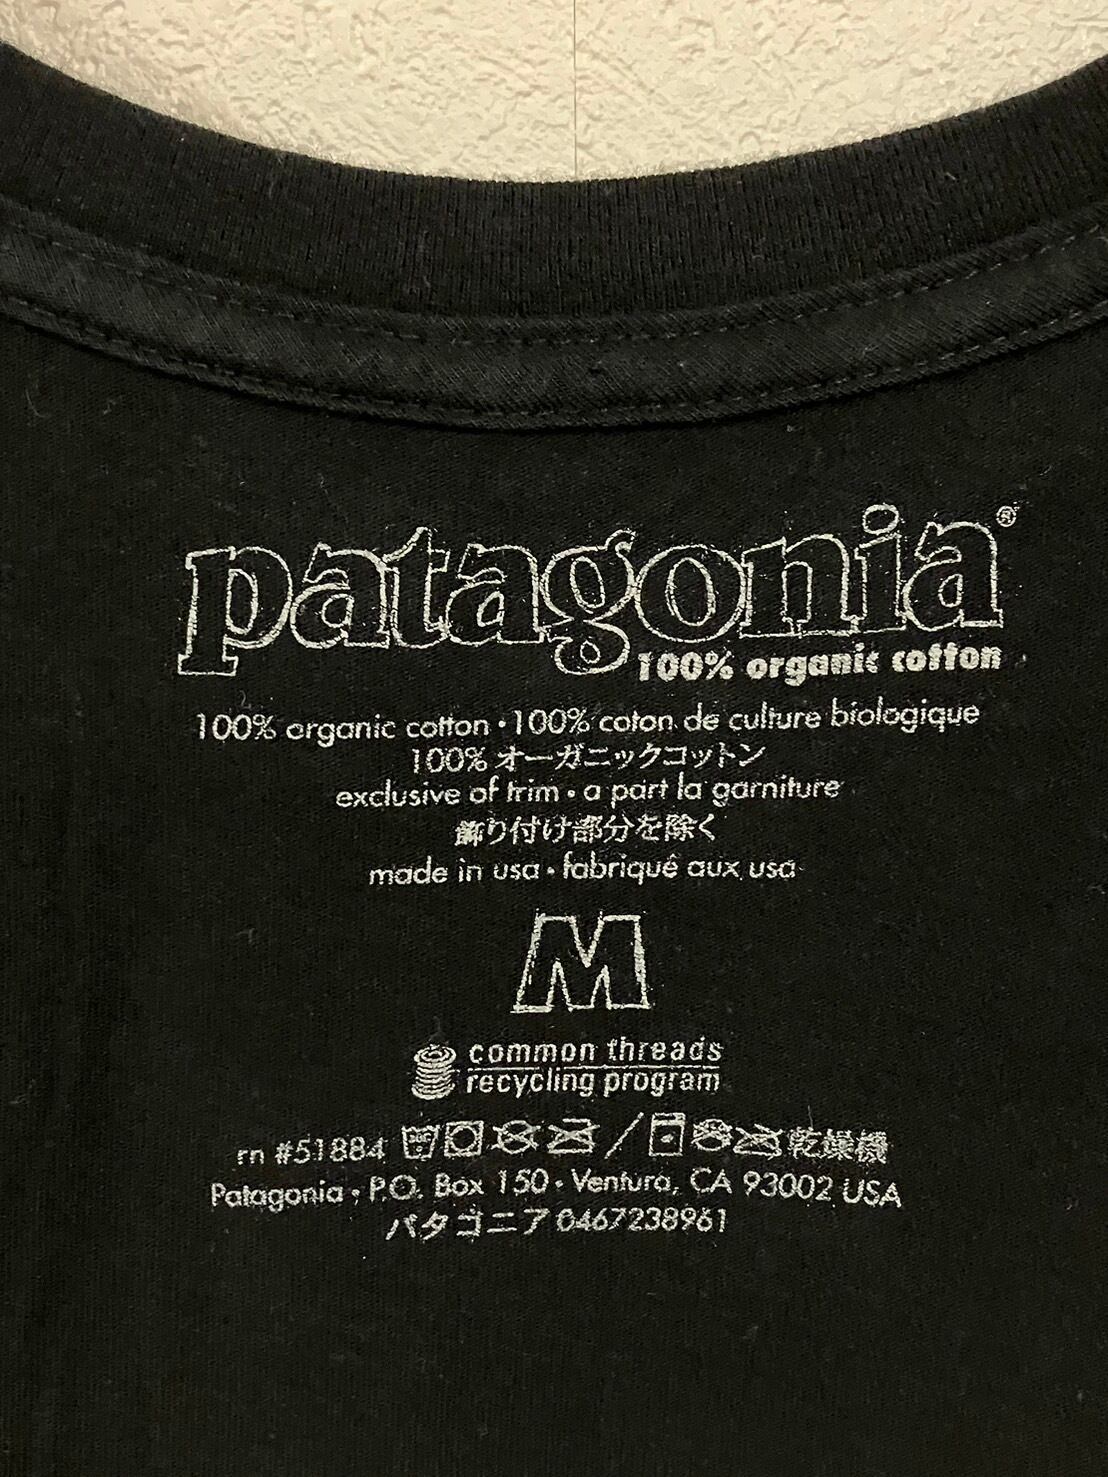 patagonia®
100% organic cotton
100% organic cotton • 100% coton de culture biologique
100% オーガニックコットン
exclusive of trim • a part la garniture
飾り付け部分を除く
made in usa • fabriqué aux usa
M
common threads
recycling program
rn #51884 / 乾燥機
Patagonia • P.O. Box 150 • Ventura, CA 93002 USA
パタゴニア 0467238961